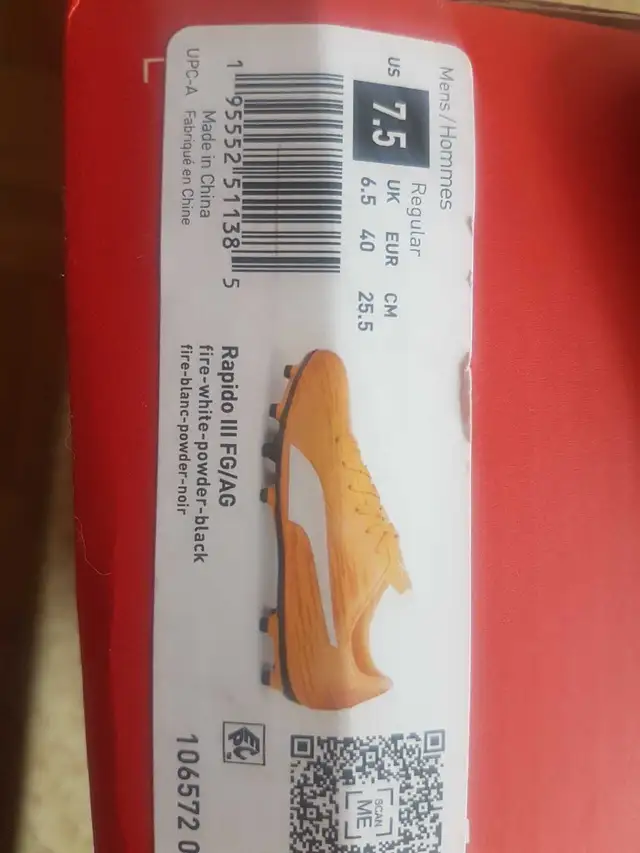 Mens/Hommes
Regular
US
7.5
UK EUR CM
6.5 40 25.5
1 95552 51138 5
UPC-A
Made in China
Fabriqué en Chine
Rapido III FG/AG
fire-white-powder-black
fire-blanc-powder-noir
SCAN
ME
106572 0